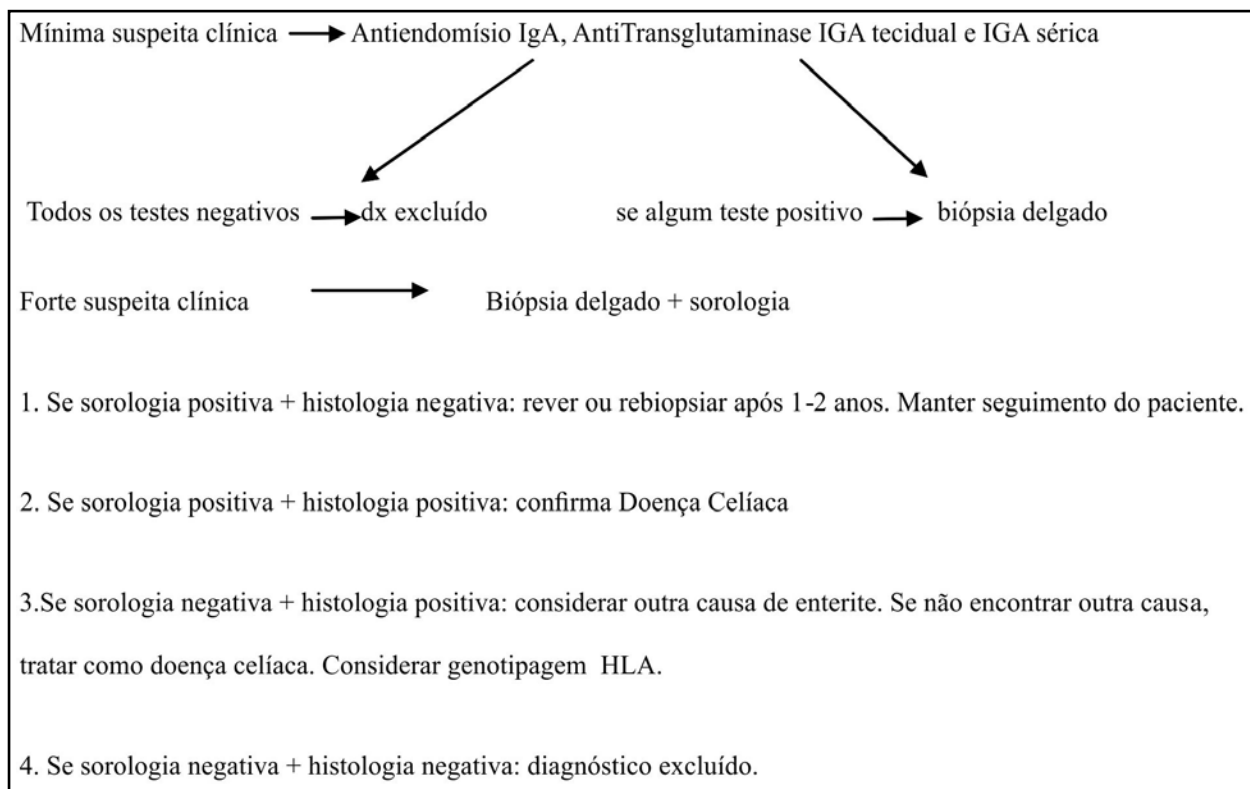 Mínima suspeita clínica → Antiendomísio IgA, AntiTransglutaminase IGA tecidual e IGA sérica
Todos os testes negativos → dx excluído se algum teste positivo → biópsia delgado
Forte suspeita clínica → Biópsia delgado + sorologia
1. Se sorologia positiva + histologia negativa: rever ou rebiopsiar após 1-2 anos. Manter seguimento do paciente.
2. Se sorologia positiva + histologia positiva: confirma Doença Celíaca
3.Se sorologia negativa + histologia positiva: considerar outra causa de enterite. Se não encontrar outra causa,
tratar como doença celíaca. Considerar genotipagem HLA.
4. Se sorologia negativa + histologia negativa: diagnóstico excluído.